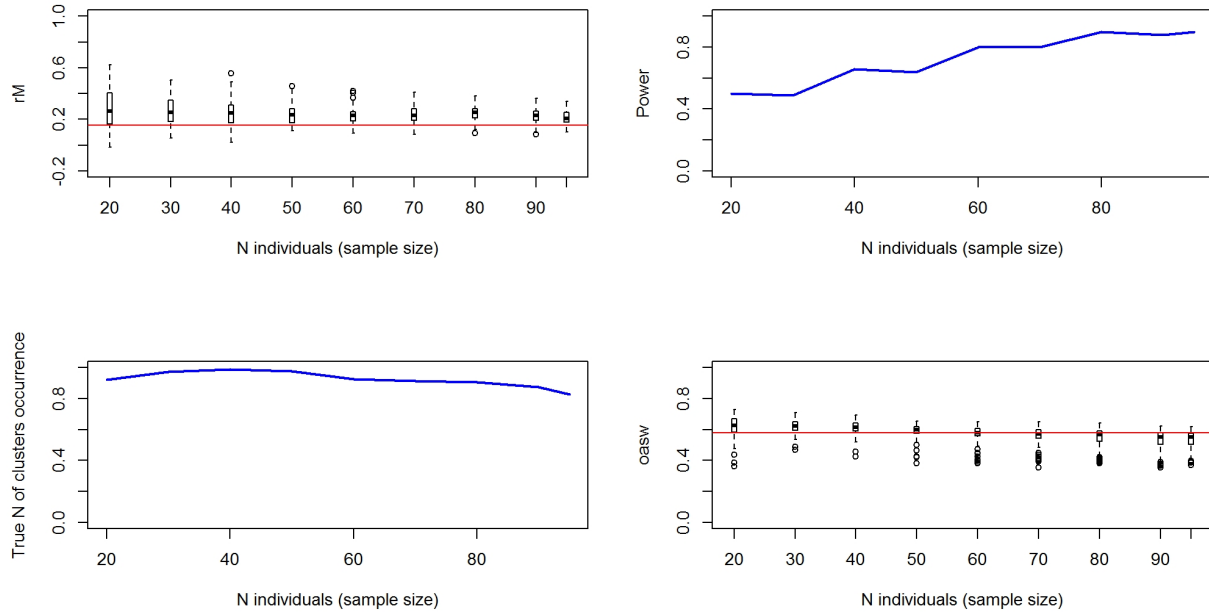 rM
-0.2 0.2 0.6 1.0
20 30 40 50 60 70 80 90
N individuals (sample size)
Power
0.0 0.4 0.8
20 40 60 80
N individuals (sample size)
True N of clusters occurrence
0.0 0.4 0.8
20 40 60 80
N individuals (sample size)
oasw
0.0 0.4 0.8
20 30 40 50 60 70 80 90
N individuals (sample size)